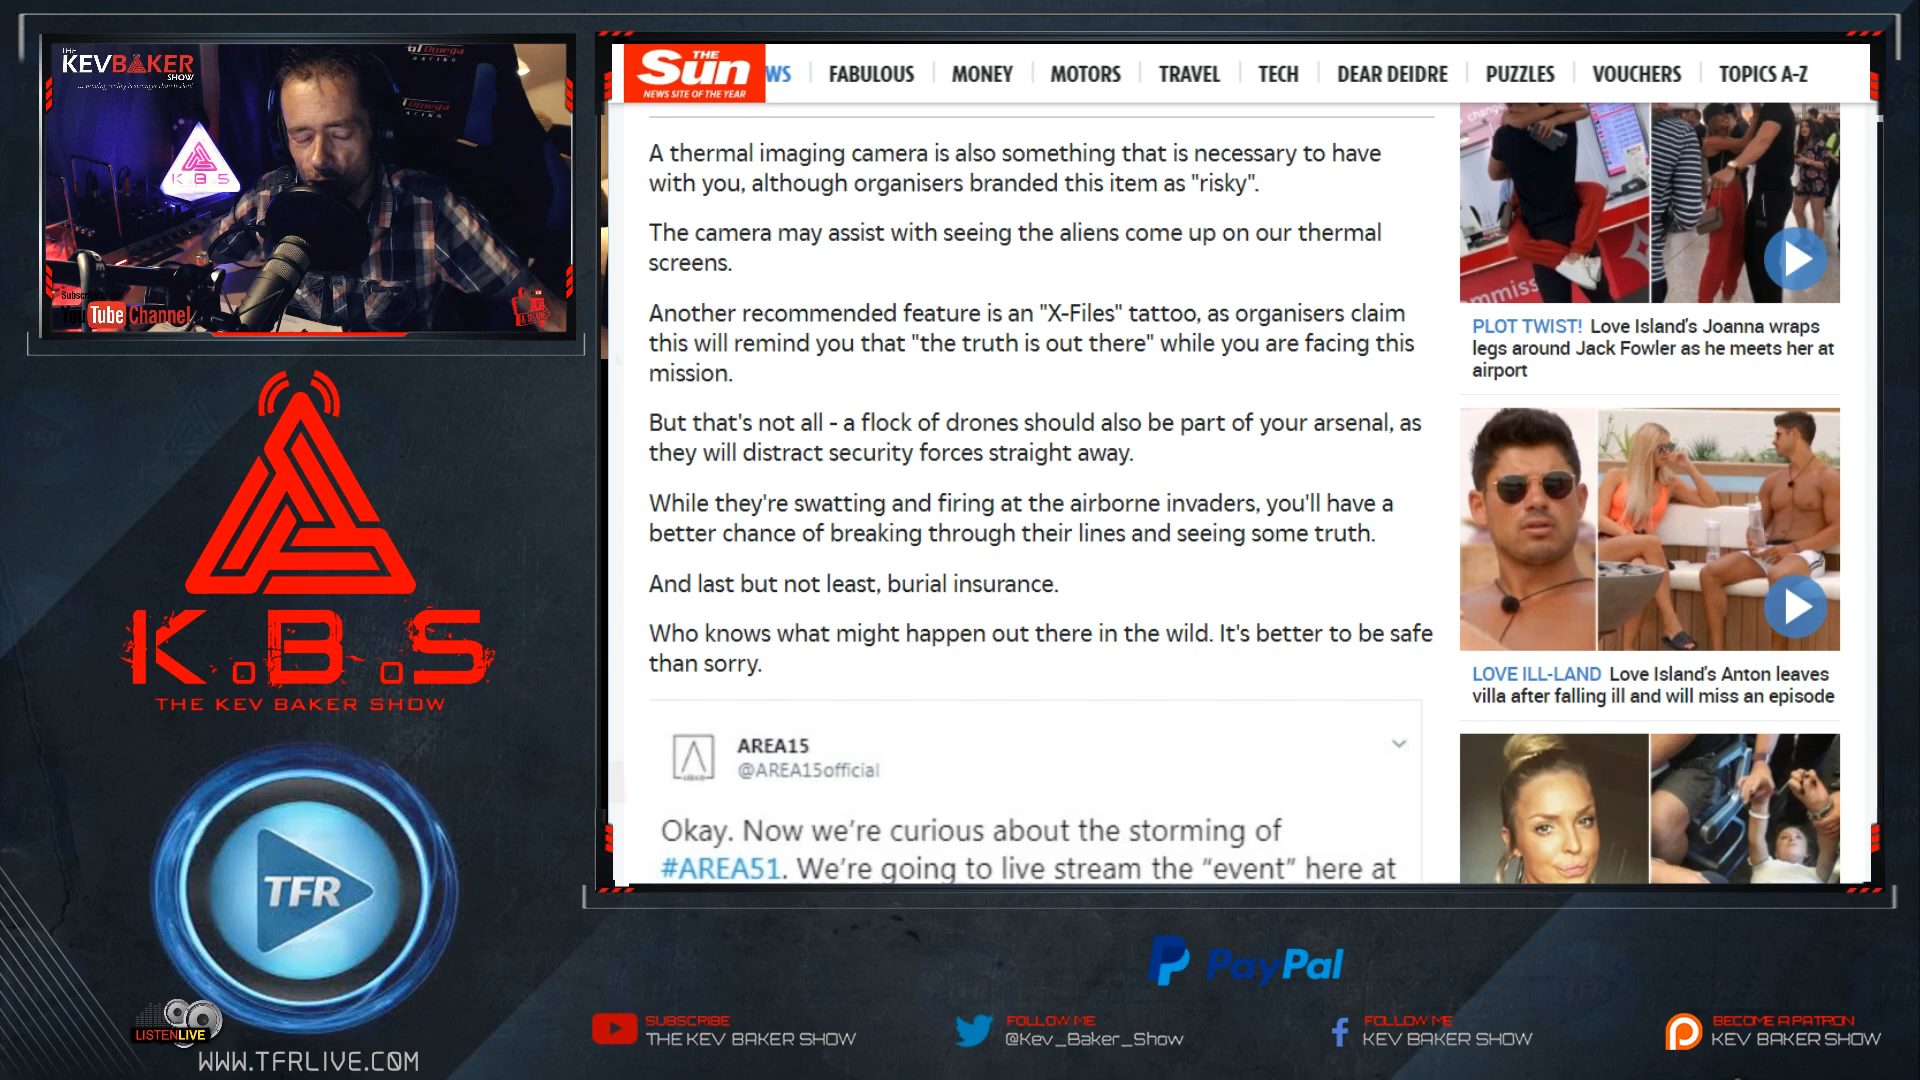 THE
KEVBAKER
SHOW
GT Omega
RACING
K.B.S
You Tube Channel
K.B.S
THE KEV BAKER SHOW
TFR
LISTENLIVE
WWW.TFRLIVE.COM
THE
Sun
NEWS SITE OF THE YEAR
WS
FABULOUS
MONEY
MOTORS
TRAVEL
TECH
DEAR DEIDRE
PUZZLES
VOUCHERS
TOPICS A-Z
A thermal imaging camera is also something that is necessary to have
with you, although organisers branded this item as "risky".
The camera may assist with seeing the aliens come up on our thermal
screens.
Another recommended feature is an "X-Files" tattoo, as organisers claim
this will remind you that "the truth is out there" while you are facing this
mission.
But that's not all - a flock of drones should also be part of your arsenal, as
they will distract security forces straight away.
While they're swatting and firing at the airborne invaders, you'll have a
better chance of breaking through their lines and seeing some truth.
And last but not least, burial insurance.
Who knows what might happen out there in the wild. It's better to be safe
than sorry.
AREA15
@AREA15official
Okay. Now we’re curious about the storming of
#AREA51. We’re going to live stream the “event” here at
PLOT TWIST! Love Island's Joanna wraps
legs around Jack Fowler as he meets her at
airport
LOVE ILL-LAND Love Island's Anton leaves
villa after falling ill and will miss an episode
PayPal
SUBSCRIBE
THE KEV BAKER SHOW
FOLLOW ME
@Kev_Baker_Show
FOLLOW ME
KEV BAKER SHOW
BECOME A PATRON
KEV BAKER SHOW